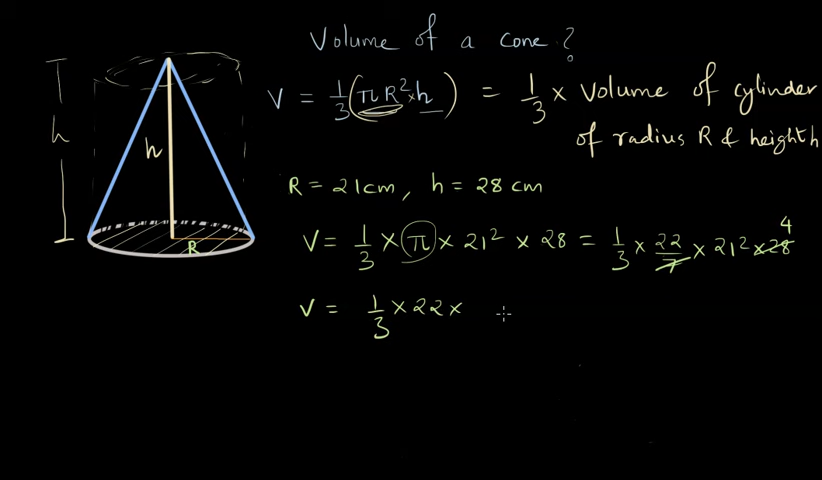 Volume of a cone?
h
h
R
V = 1/3 (πR² × h) = 1/3 × Volume of cylinder
of radius R & height h
R = 21cm, h = 28 cm
V = 1/3 × π × 21² × 28 = 1/3 × 22/7 × 21² × 28 4
V = 1/3 × 22 ×